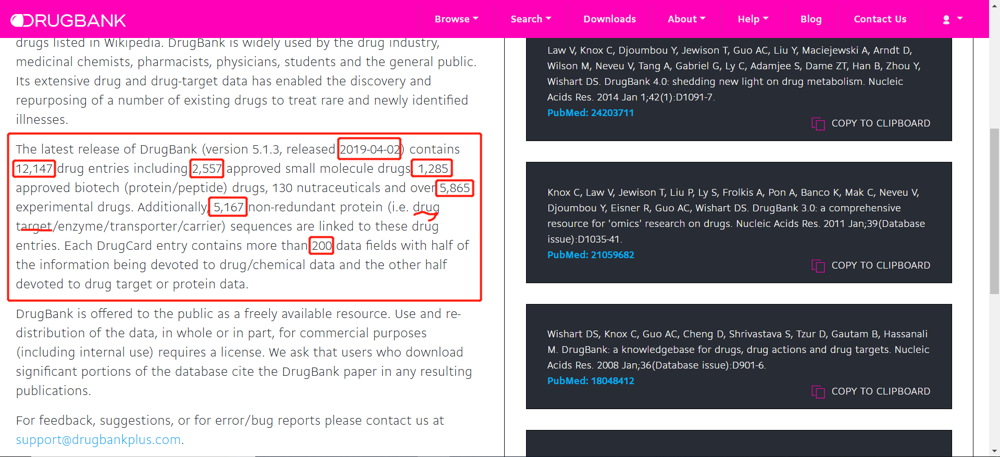 DRUGBANK
Browse
Search
Downloads
About
Help
Blog
Contact Us
drugs listed in Wikipedia. DrugBank is widely used by the drug industry,
medicinal chemists, pharmacists, physicians, students and the general public.
Its extensive drug and drug-target data has enabled the discovery and
repurposing of a number of existing drugs to treat rare and newly identified
illnesses.
The latest release of DrugBank (version 5.1.3, released 2019-04-02) contains
12,147 drug entries including 2,557 approved small molecule drugs, 1,285
approved biotech (protein/peptide) drugs, 130 nutraceuticals and over 5,865
experimental drugs. Additionally, 5,167 non-redundant protein (i.e. drug
target/enzyme/transporter/carrier) sequences are linked to these drug
entries. Each DrugCard entry contains more than 200 data fields with half of
the information being devoted to drug/chemical data and the other half
devoted to drug target or protein data.
DrugBank is offered to the public as a freely available resource. Use and re-
distribution of the data, in whole or in part, for commercial purposes
(including internal use) requires a license. We ask that users who download
significant portions of the database cite the DrugBank paper in any resulting
publications.
For feedback, suggestions, or for error/bug reports please contact us at
support@drugbankplus.com.
Law V, Knox C, Djoumbou Y, Jewison T, Guo AC, Liu Y, Maciejewski A, Arndt D,
Wilson M, Neveu V, Tang A, Gabriel G, Ly C, Adamjee S, Dame ZT, Han B, Zhou Y,
Wishart DS. DrugBank 4.0: shedding new light on drug metabolism. Nucleic
Acids Res. 2014 Jan 1;42(1):D1091-7.
PubMed: 24203711
COPY TO CLIPBOARD
Knox C, Law V, Jewison T, Liu P, Ly S, Frolkis A, Pon A, Banco K, Mak C, Neveu V,
Djoumbou Y, Eisner R, Guo AC, Wishart DS. DrugBank 3.0: a comprehensive
resource for 'omics' research on drugs. Nucleic Acids Res. 2011 Jan;39(Database
issue):D1035-41.
PubMed: 21059682
COPY TO CLIPBOARD
Wishart DS, Knox C, Guo AC, Cheng D, Shrivastava S, Tzur D, Gautam B, Hassanali
M. DrugBank: a knowledgebase for drugs, drug actions and drug targets. Nucleic
Acids Res. 2008 Jan;36(Database issue):D901-6.
PubMed: 18048412
COPY TO CLIPBOARD